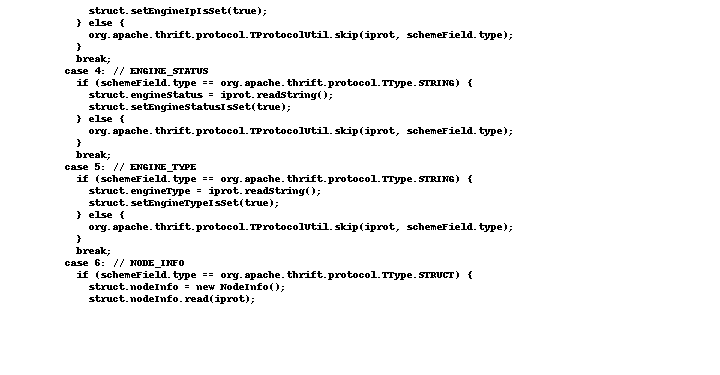 struct.setEngineIpIsSet(true);
} else {
org.apache.thrift.protocol.TProtocolUtil.skip(iprot, schemeField.type);
}
break;
case 4: // ENGINE_STATUS
if (schemeField.type == org.apache.thrift.protocol.TType.STRING) {
struct.engineStatus = iprot.readString();
struct.setEngineStatusIsSet(true);
} else {
org.apache.thrift.protocol.TProtocolUtil.skip(iprot, schemeField.type);
}
break;
case 5: // ENGINE_TYPE
if (schemeField.type == org.apache.thrift.protocol.TType.STRING) {
struct.engineType = iprot.readString();
struct.setEngineTypeIsSet(true);
} else {
org.apache.thrift.protocol.TProtocolUtil.skip(iprot, schemeField.type);
}
break;
case 6: // NODE_INFO
if (schemeField.type == org.apache.thrift.protocol.TType.STRUCT) {
struct.nodeInfo = new NodeInfo();
struct.nodeInfo.read(iprot);